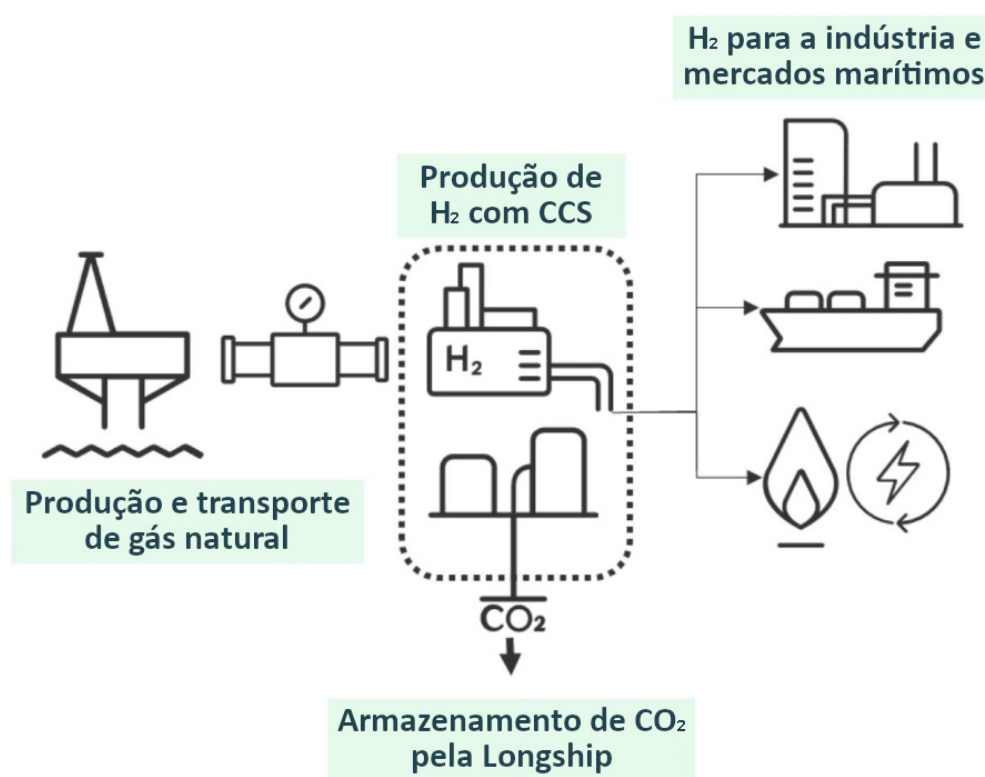 H₂ para a indústria e
mercados marítimos
Produção de
H₂ com CCS
H₂
Produção e transporte
de gás natural
CO₂
Armazenamento de CO₂
pela Longship